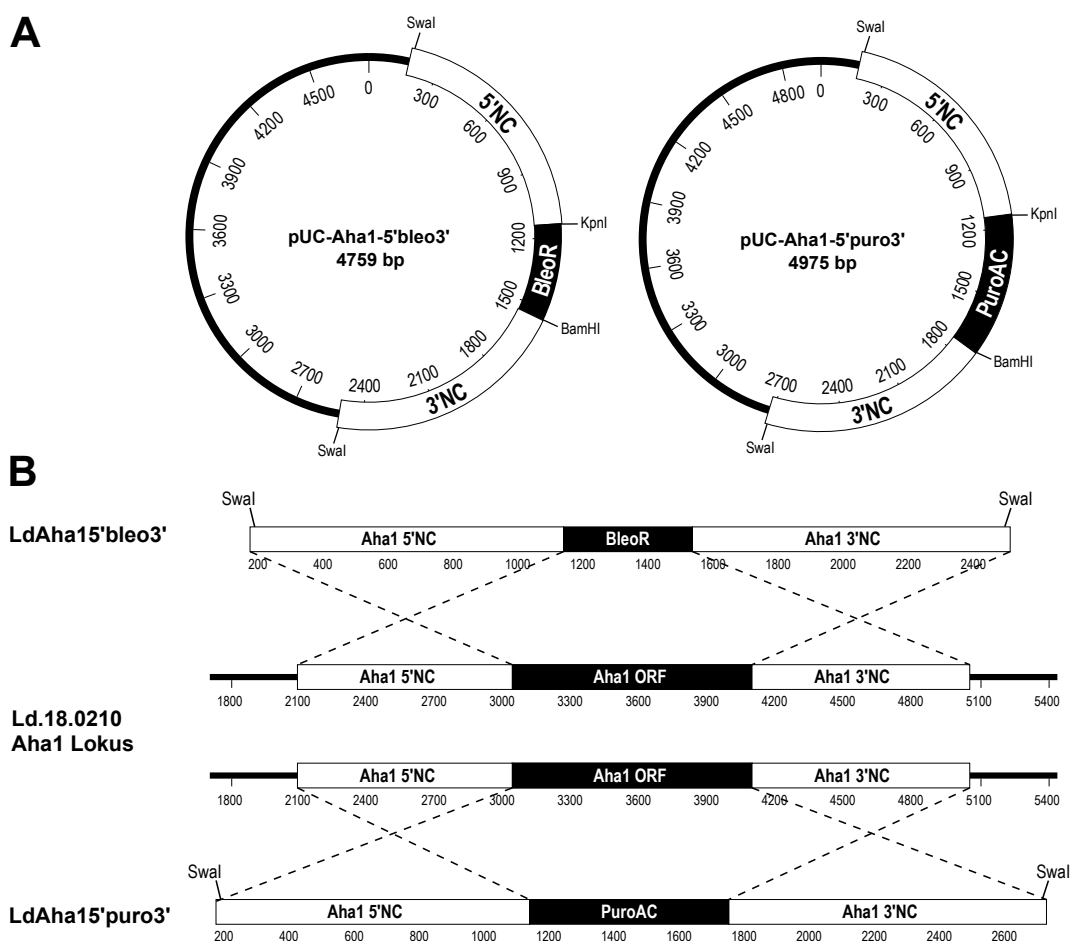 A
SwaI
0
300
600
900
1200
1500
1800
2100
2400
2700
3000
3300
3600
3900
4200
4500
5'NC
KpnI
BleoR
BamHI
3'NC
SwaI
pUC-Aha1-5'bleo3'
4759 bp
SwaI
0
300
600
900
1200
1500
1800
2100
2400
2700
3000
3300
3600
3900
4200
4500
4800
5'NC
KpnI
PuroAC
BamHI
3'NC
SwaI
pUC-Aha1-5'puro3'
4975 bp
B
SwaI SwaI
LdAha15'bleo3' Aha1 5'NC BleoR Aha1 3'NC
200 400 600 800 1000 1200 1400 1600 1800 2000 2200 2400
Aha1 5'NC Aha1 ORF Aha1 3'NC
1800 2100 2400 2700 3000 3300 3600 3900 4200 4500 4800 5100 5400
Ld.18.0210
Aha1 Lokus
Aha1 5'NC Aha1 ORF Aha1 3'NC
1800 2100 2400 2700 3000 3300 3600 3900 4200 4500 4800 5100 5400
SwaI SwaI
LdAha15'puro3' Aha1 5'NC PuroAC Aha1 3'NC
200 400 600 800 1000 1200 1400 1600 1800 2000 2200 2400 2600